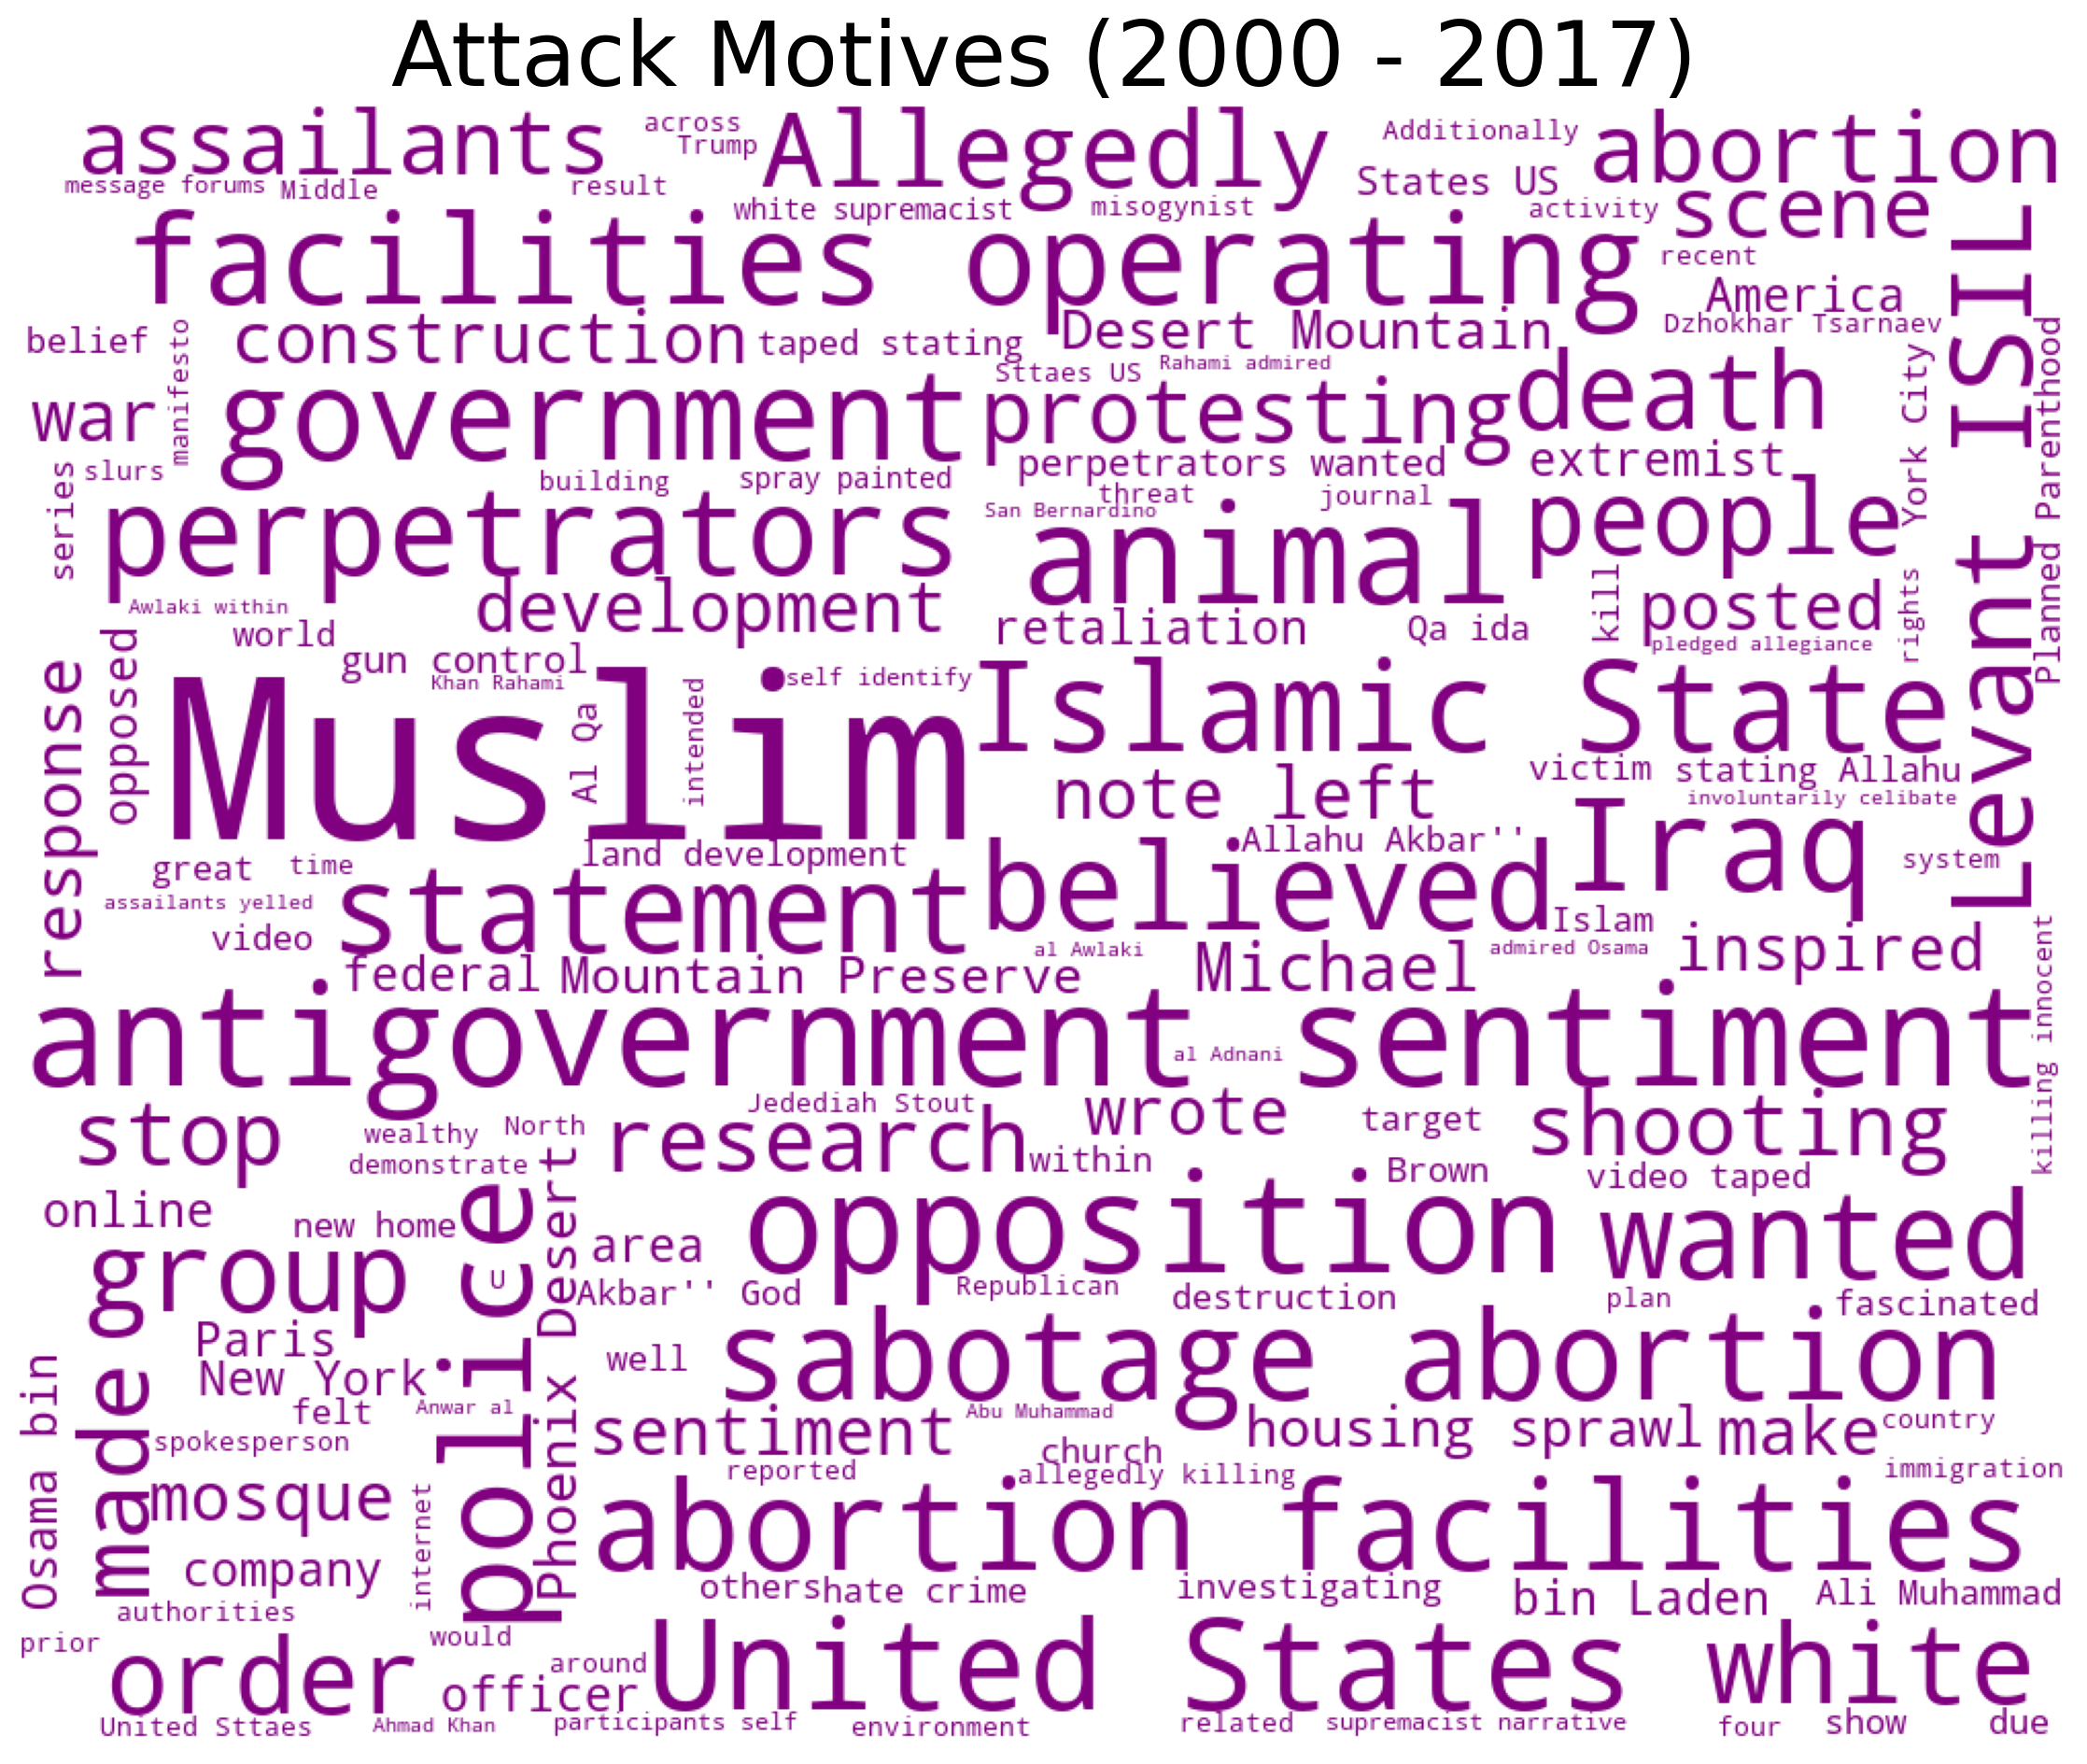 Attack Motives (2000 - 2017)
assailants
across
Trump
Allegedly
Additionally
abortion
message forums
Middle
result
States US
white supremacist
misogynist
activity
scene
facilities operating
recent
America
ISIL
belief
manifesto
construction
taped stating
Desert Mountain
Dzhokhar Tsarnaev
Sttaes US
Rahami admired
York City
Planned Parenthood
war
government
protesting
death
slurs
series
building
spray painted
perpetrators wanted
extremist
threat
journal
San Bernardino
perpetrators
animal
people
Levant
Awlaki within
development
world
retaliation
Qa ida
kill
posted
rights
pledged allegiance
opposed
response
gun control
Khan Rahami
Al Qa
intended
self identify
Muslim
Islamic State
note left
victim
stating Allahu
involuntarily celibate
great
time
land development
Allahu Akbar''
Iraq
system
assailants yelled
statement
believed
Islam
video
al Awlaki
admired Osama
inspired
federal
Mountain Preserve
Michael
killing innocent
antigovernment sentiment
al Adnani
Jedediah Stout
stop
wealthy
North
research
wrote
target
shooting
demonstrate
within
Brown
video taped
online
new home
police
U
Phoenix Desert
area
opposition
wanted
group
Akbar'' God
Republican
destruction
plan
fascinated
Paris
well
sabotage abortion
Osama bin
made
New York
felt
Anwar al
Abu Muhammad
spokesperson
sentiment
church
housing sprawl
make
country
reported
allegedly killing
immigration
mosque
internet
abortion facilities
company
others
hate crime
investigating
bin Laden
Ali Muhammad
authorities
prior
order
would
around
officer
United States
white
United Sttaes
Ahmad Khan
participants self
environment
related
supremacist narrative
four
show
due